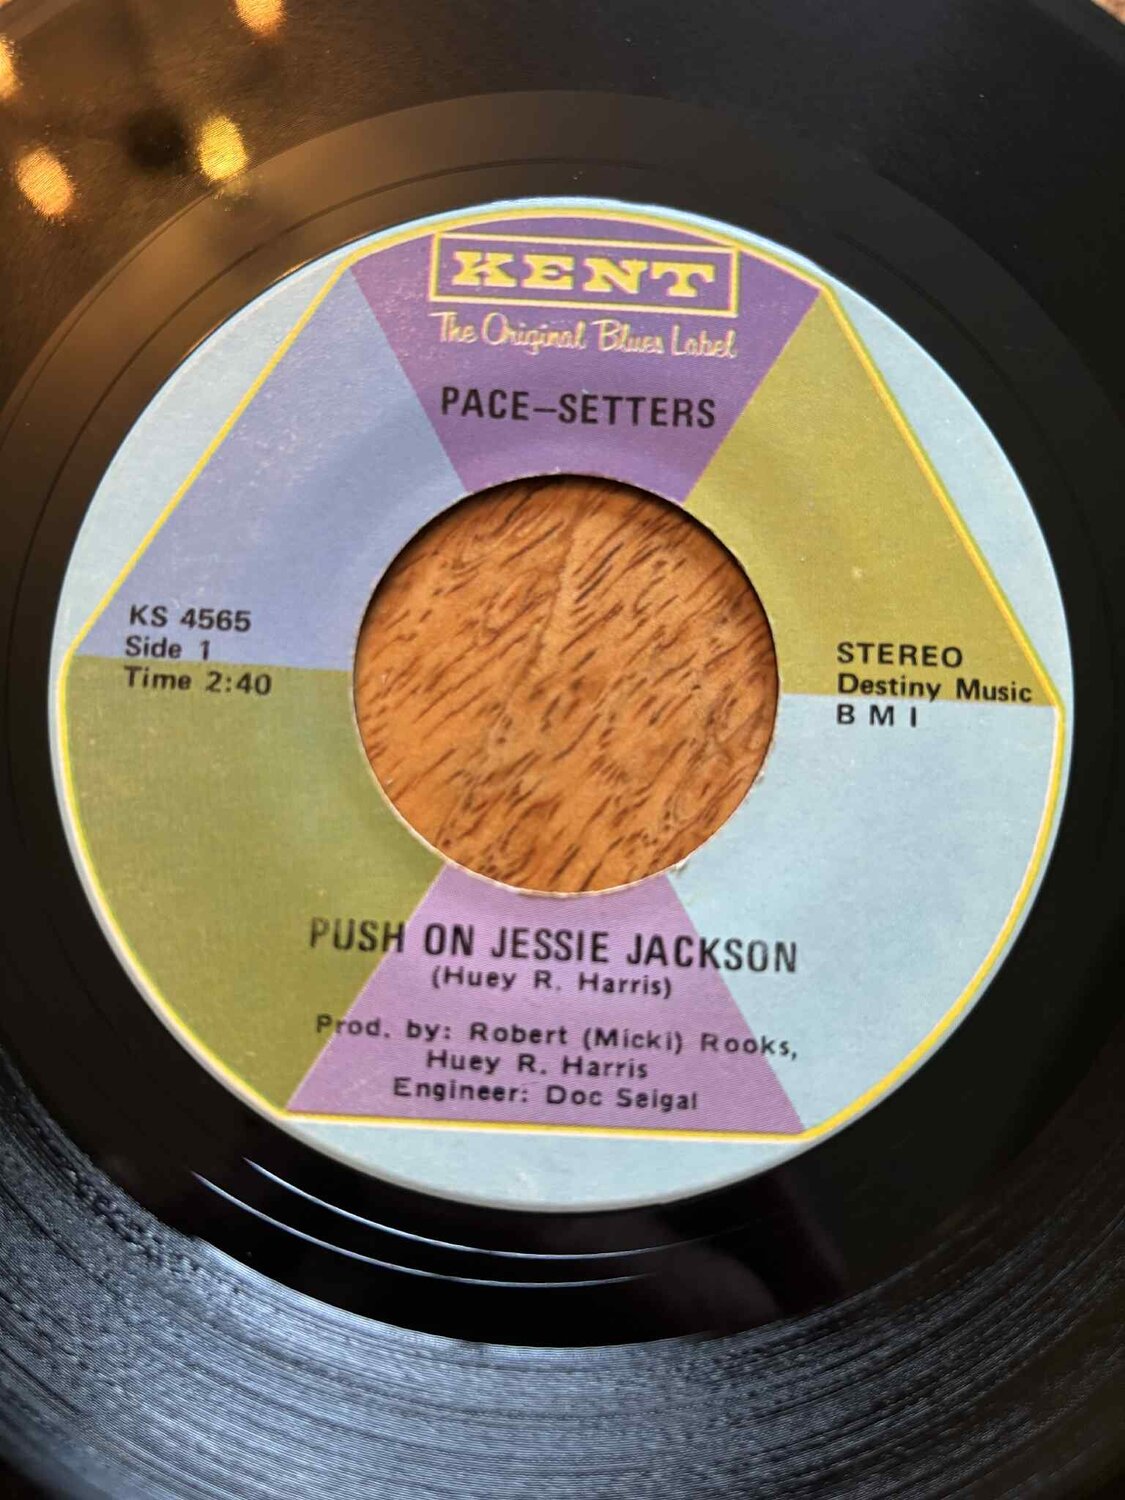 KENT
The Original Blues Label
PACE-SETTERS
KS 4565
Side 1
Time 2:40
STEREO
Destiny Music
B M I
PUSH ON JESSIE JACKSON
(Huey R. Harris)
Prod. by: Robert (Micki) Rooks,
Huey R. Harris
Engineer: Doc Seigal